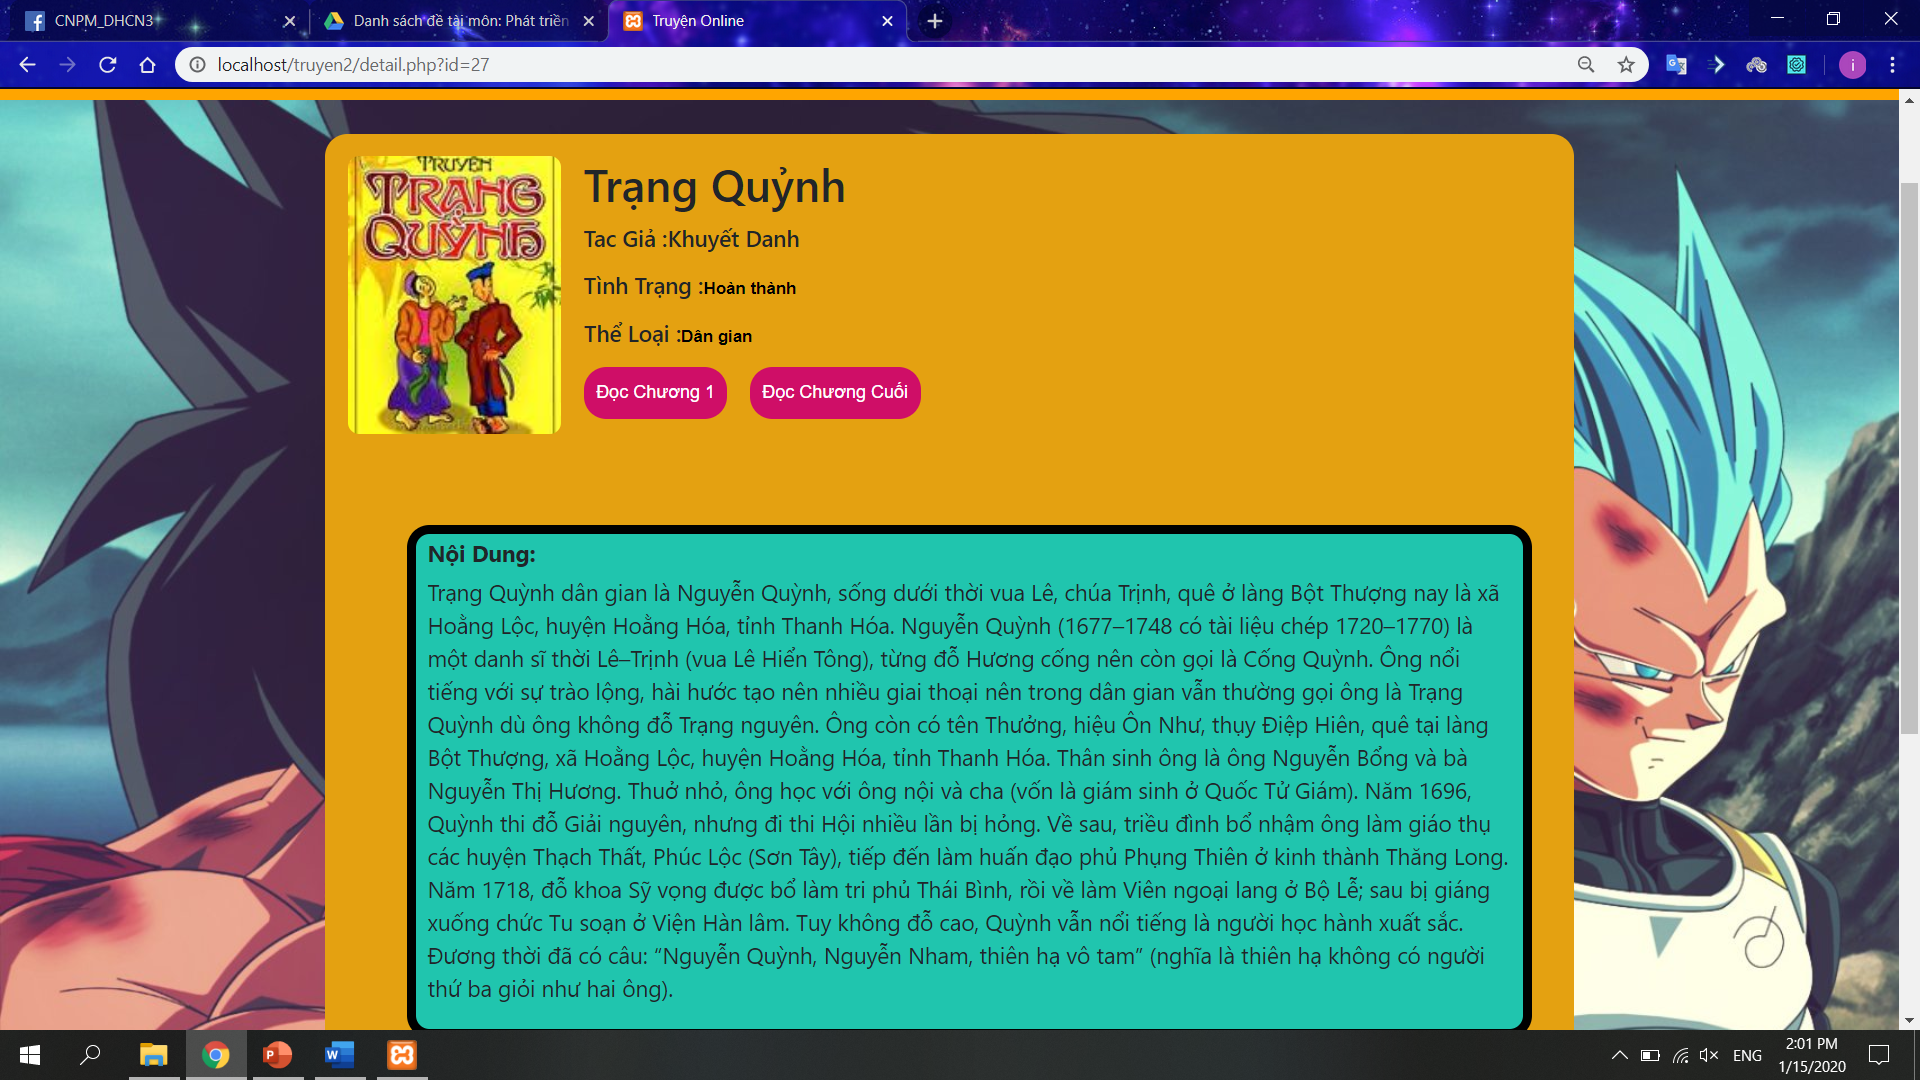 CNPM_DHCN3
Danh sách đề tài môn: Phát triển
Truyện Online
localhost/truyen2/detail.php?id=27
i
TRUYỆN
TRẠNG
QUỲNH
Trạng Quỷnh
Tac Giả :Khuyết Danh
Tình Trạng :Hoàn thành
Thể Loại :Dân gian
Đọc Chương 1
Đọc Chương Cuối
Nội Dung:
Trạng Quỳnh dân gian là Nguyễn Quỳnh, sống dưới thời vua Lê, chúa Trịnh, quê ở làng Bột Thượng nay là xã
Hoằng Lộc, huyện Hoằng Hóa, tỉnh Thanh Hóa. Nguyễn Quỳnh (1677–1748 có tài liệu chép 1720–1770) là
một danh sĩ thời Lê–Trịnh (vua Lê Hiển Tông), từng đỗ Hương cống nên còn gọi là Cống Quỳnh. Ông nổi
tiếng với sự trào lộng, hài hước tạo nên nhiều giai thoại nên trong dân gian vẫn thường gọi ông là Trạng
Quỳnh dù ông không đỗ Trạng nguyên. Ông còn có tên Thưởng, hiệu Ôn Như, thụy Điệp Hiên, quê tại làng
Bột Thượng, xã Hoằng Lộc, huyện Hoằng Hóa, tỉnh Thanh Hóa. Thân sinh ông là ông Nguyễn Bổng và bà
Nguyễn Thị Hương. Thuở nhỏ, ông học với ông nội và cha (vốn là giám sinh ở Quốc Tử Giám). Năm 1696,
Quỳnh thi đỗ Giải nguyên, nhưng đi thi Hội nhiều lần bị hỏng. Về sau, triều đình bổ nhậm ông làm giáo thụ
các huyện Thạch Thất, Phúc Lộc (Sơn Tây), tiếp đến làm huấn đạo phủ Phụng Thiên ở kinh thành Thăng Long.
Năm 1718, đỗ khoa Sỹ vọng được bổ làm tri phủ Thái Bình, rồi về làm Viên ngoại lang ở Bộ Lễ; sau bị giáng
xuống chức Tu soạn ở Viện Hàn lâm. Tuy không đỗ cao, Quỳnh vẫn nổi tiếng là người học hành xuất sắc.
Đương thời đã có câu: “Nguyễn Quỳnh, Nguyễn Nham, thiên hạ vô tam” (nghĩa là thiên hạ không có người
thứ ba giỏi như hai ông).
ENG
2:01 PM
1/15/2020